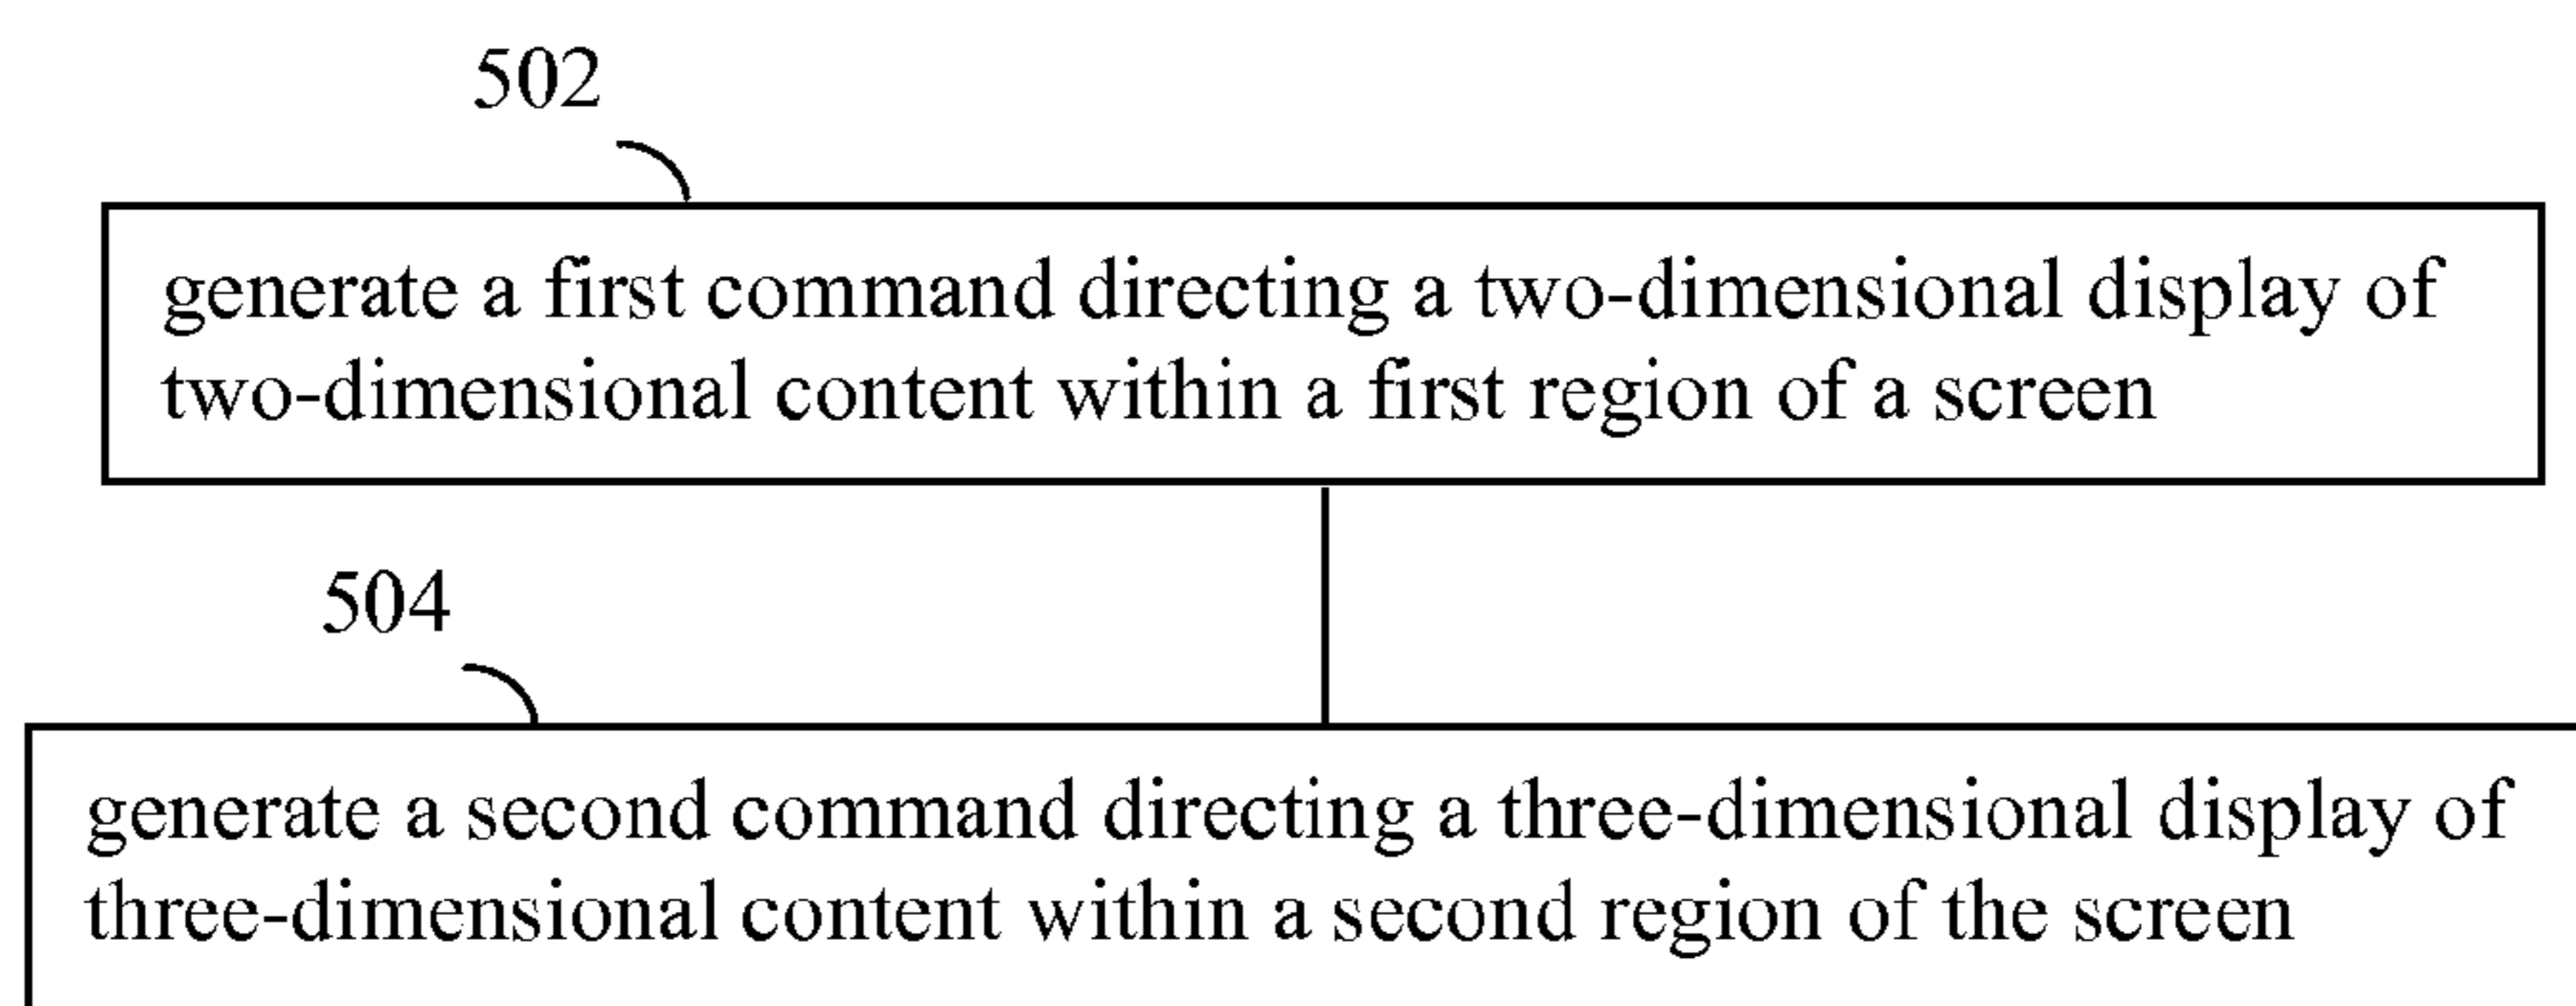 502
generate a first command directing a two-dimensional display of
two-dimensional content within a first region of a screen
504
generate a second command directing a three-dimensional display of
three-dimensional content within a second region of the screen